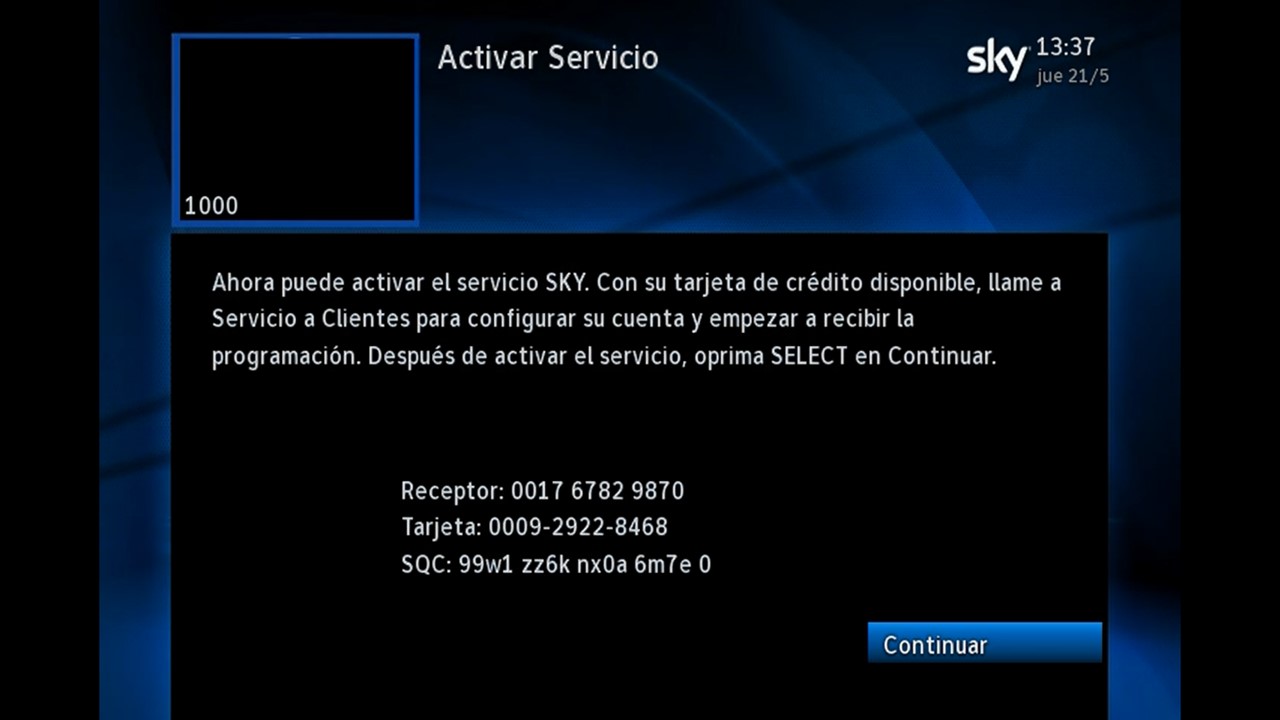 Activar Servicio
sky 13:37
jue 21/5
1000
Ahora puede activar el servicio SKY. Con su tarjeta de crédito disponible, llame a
Servicio a Clientes para configurar su cuenta y empezar a recibir la
programación. Después de activar el servicio, oprima SELECT en Continuar.
Receptor: 0017 6782 9870
Tarjeta: 0009-2922-8468
SQC: 99w1 zz6k nx0a 6m7e 0
Continuar